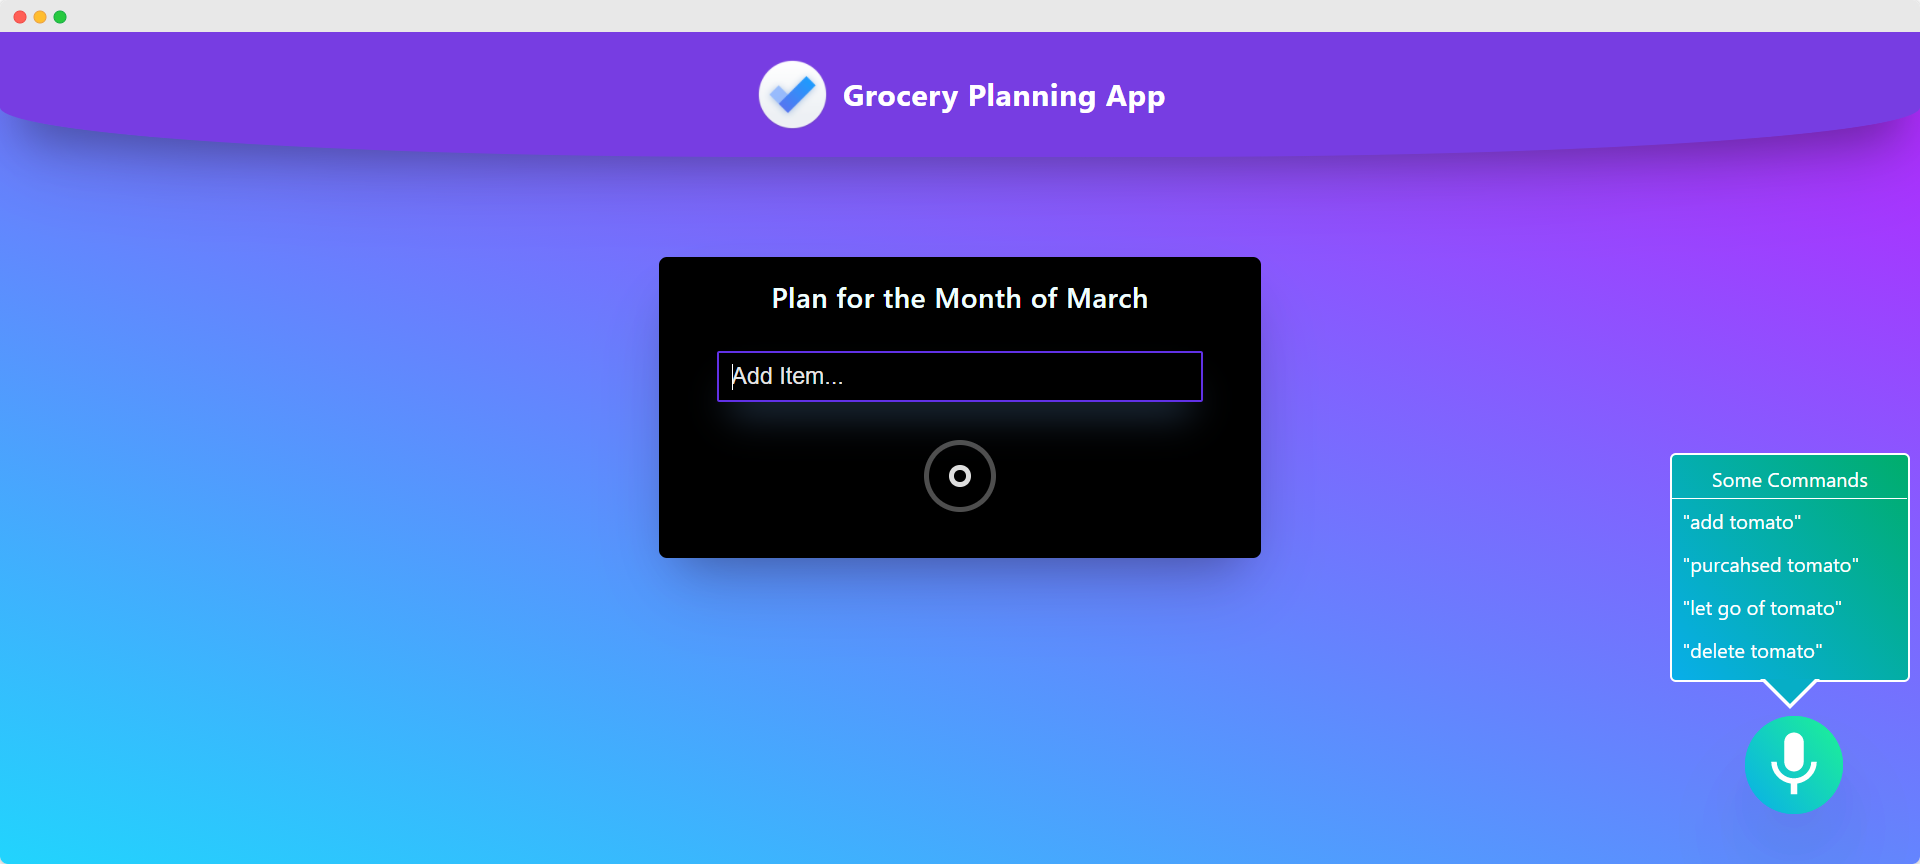 Grocery Planning App
Plan for the Month of March
Add Item...
Some Commands
"add tomato"
"purcahsed tomato"
"let go of tomato"
"delete tomato"